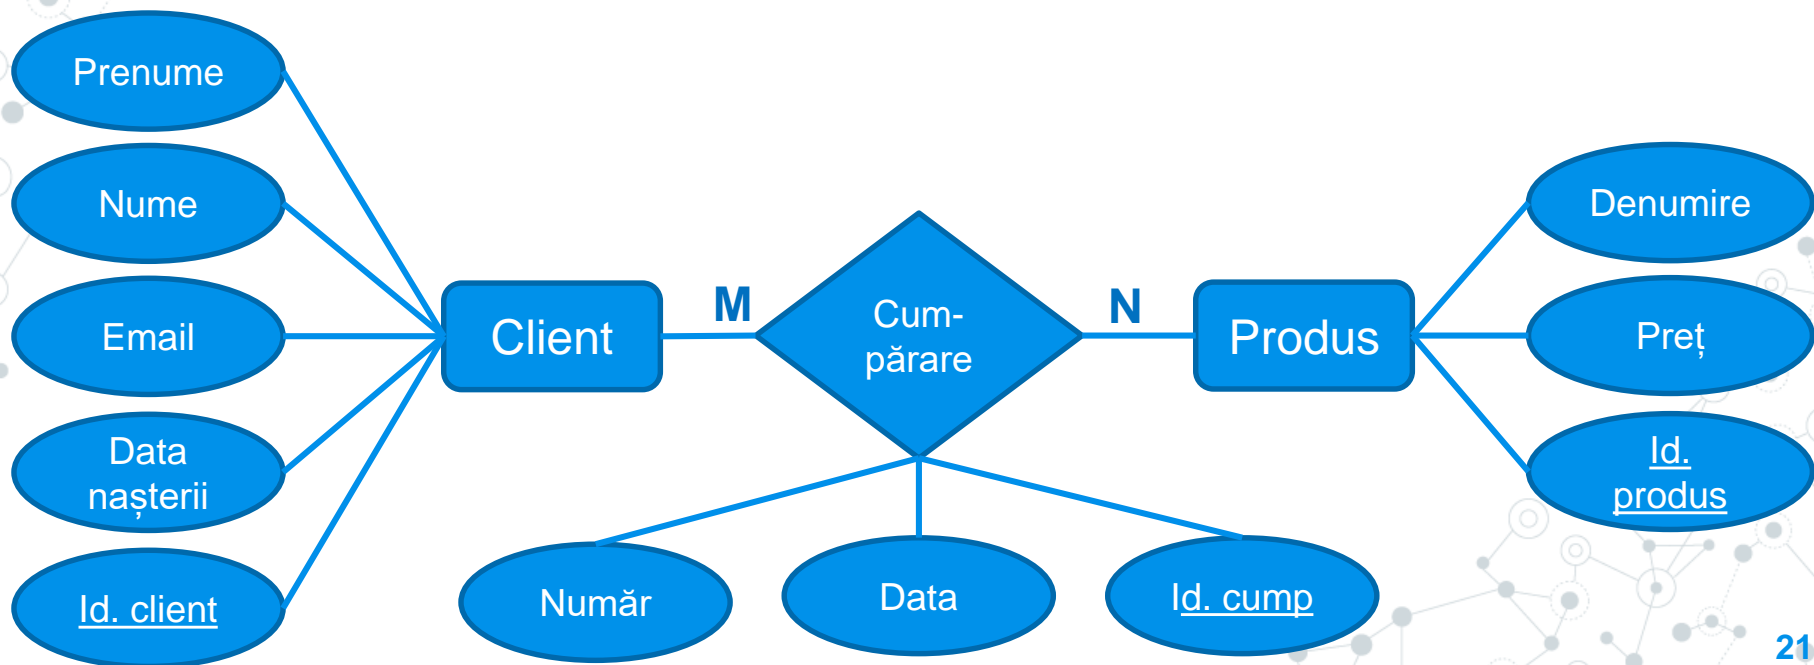 Prenume
Nume
Email
Data
nașterii
Id. client
Client
M
Cum-
părare
N
Produs
Denumire
Preț
Id.
produs
Număr
Data
Id. cump
21